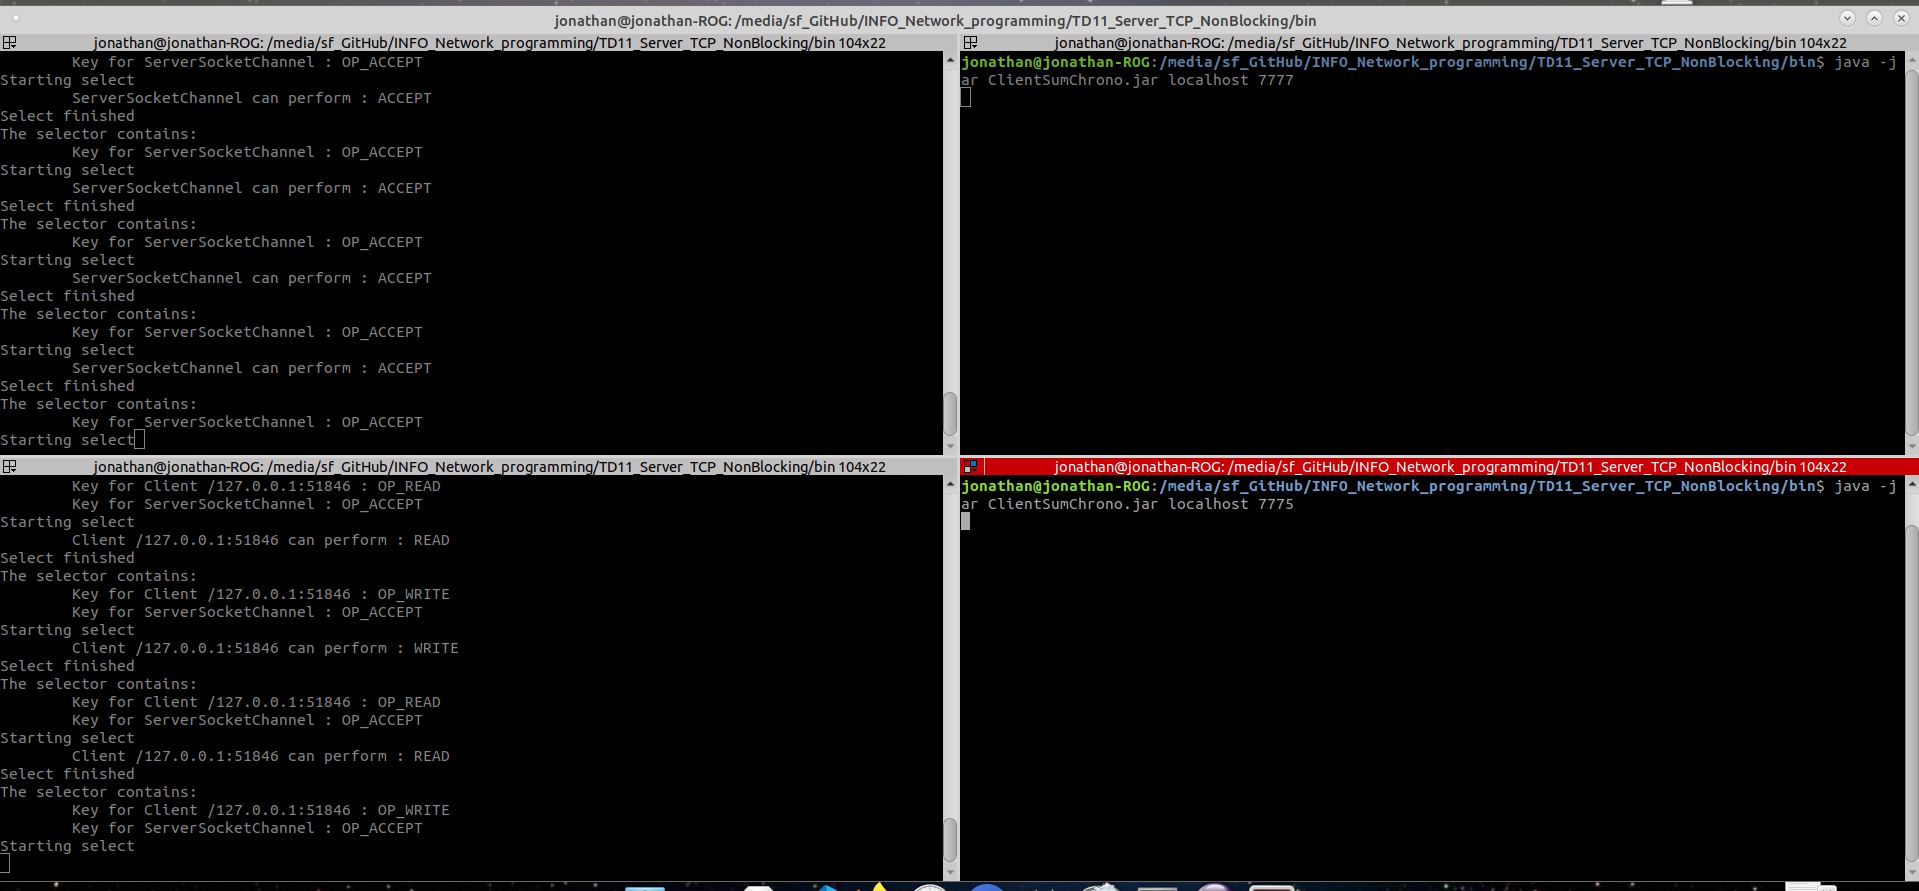 jonathan@jonathan-ROG: /media/sf_GitHub/INFO_Network_programming/TD11_Server_TCP_NonBlocking/bin
jonathan@jonathan-ROG: /media/sf_GitHub/INFO_Network_programming/TD11_Server_TCP_NonBlocking/bin 104x22
Key for ServerSocketChannel : OP_ACCEPT
Starting select
ServerSocketChannel can perform : ACCEPT
Select finished
The selector contains:
Key for ServerSocketChannel : OP_ACCEPT
Starting select
ServerSocketChannel can perform : ACCEPT
Select finished
The selector contains:
Key for ServerSocketChannel : OP_ACCEPT
Starting select
ServerSocketChannel can perform : ACCEPT
Select finished
The selector contains:
Key for ServerSocketChannel : OP_ACCEPT
Starting select
ServerSocketChannel can perform : ACCEPT
Select finished
The selector contains:
Key for ServerSocketChannel : OP_ACCEPT
Starting select
jonathan@jonathan-ROG: /media/sf_GitHub/INFO_Network_programming/TD11_Server_TCP_NonBlocking/bin 104x22
jonathan@jonathan-ROG:/media/sf_GitHub/INFO_Network_programming/TD11_Server_TCP_NonBlocking/bin$ java -j
ar ClientSumChrono.jar localhost 7777
jonathan@jonathan-ROG: /media/sf_GitHub/INFO_Network_programming/TD11_Server_TCP_NonBlocking/bin 104x22
Key for Client /127.0.0.1:51846 : OP_READ
Key for ServerSocketChannel : OP_ACCEPT
Starting select
Client /127.0.0.1:51846 can perform : READ
Select finished
The selector contains:
Key for Client /127.0.0.1:51846 : OP_WRITE
Key for ServerSocketChannel : OP_ACCEPT
Starting select
Client /127.0.0.1:51846 can perform : WRITE
Select finished
The selector contains:
Key for Client /127.0.0.1:51846 : OP_READ
Key for ServerSocketChannel : OP_ACCEPT
Starting select
Client /127.0.0.1:51846 can perform : READ
Select finished
The selector contains:
Key for Client /127.0.0.1:51846 : OP_WRITE
Key for ServerSocketChannel : OP_ACCEPT
Starting select
jonathan@jonathan-ROG: /media/sf_GitHub/INFO_Network_programming/TD11_Server_TCP_NonBlocking/bin 104x22
jonathan@jonathan-ROG:/media/sf_GitHub/INFO_Network_programming/TD11_Server_TCP_NonBlocking/bin$ java -j
ar ClientSumChrono.jar localhost 7775